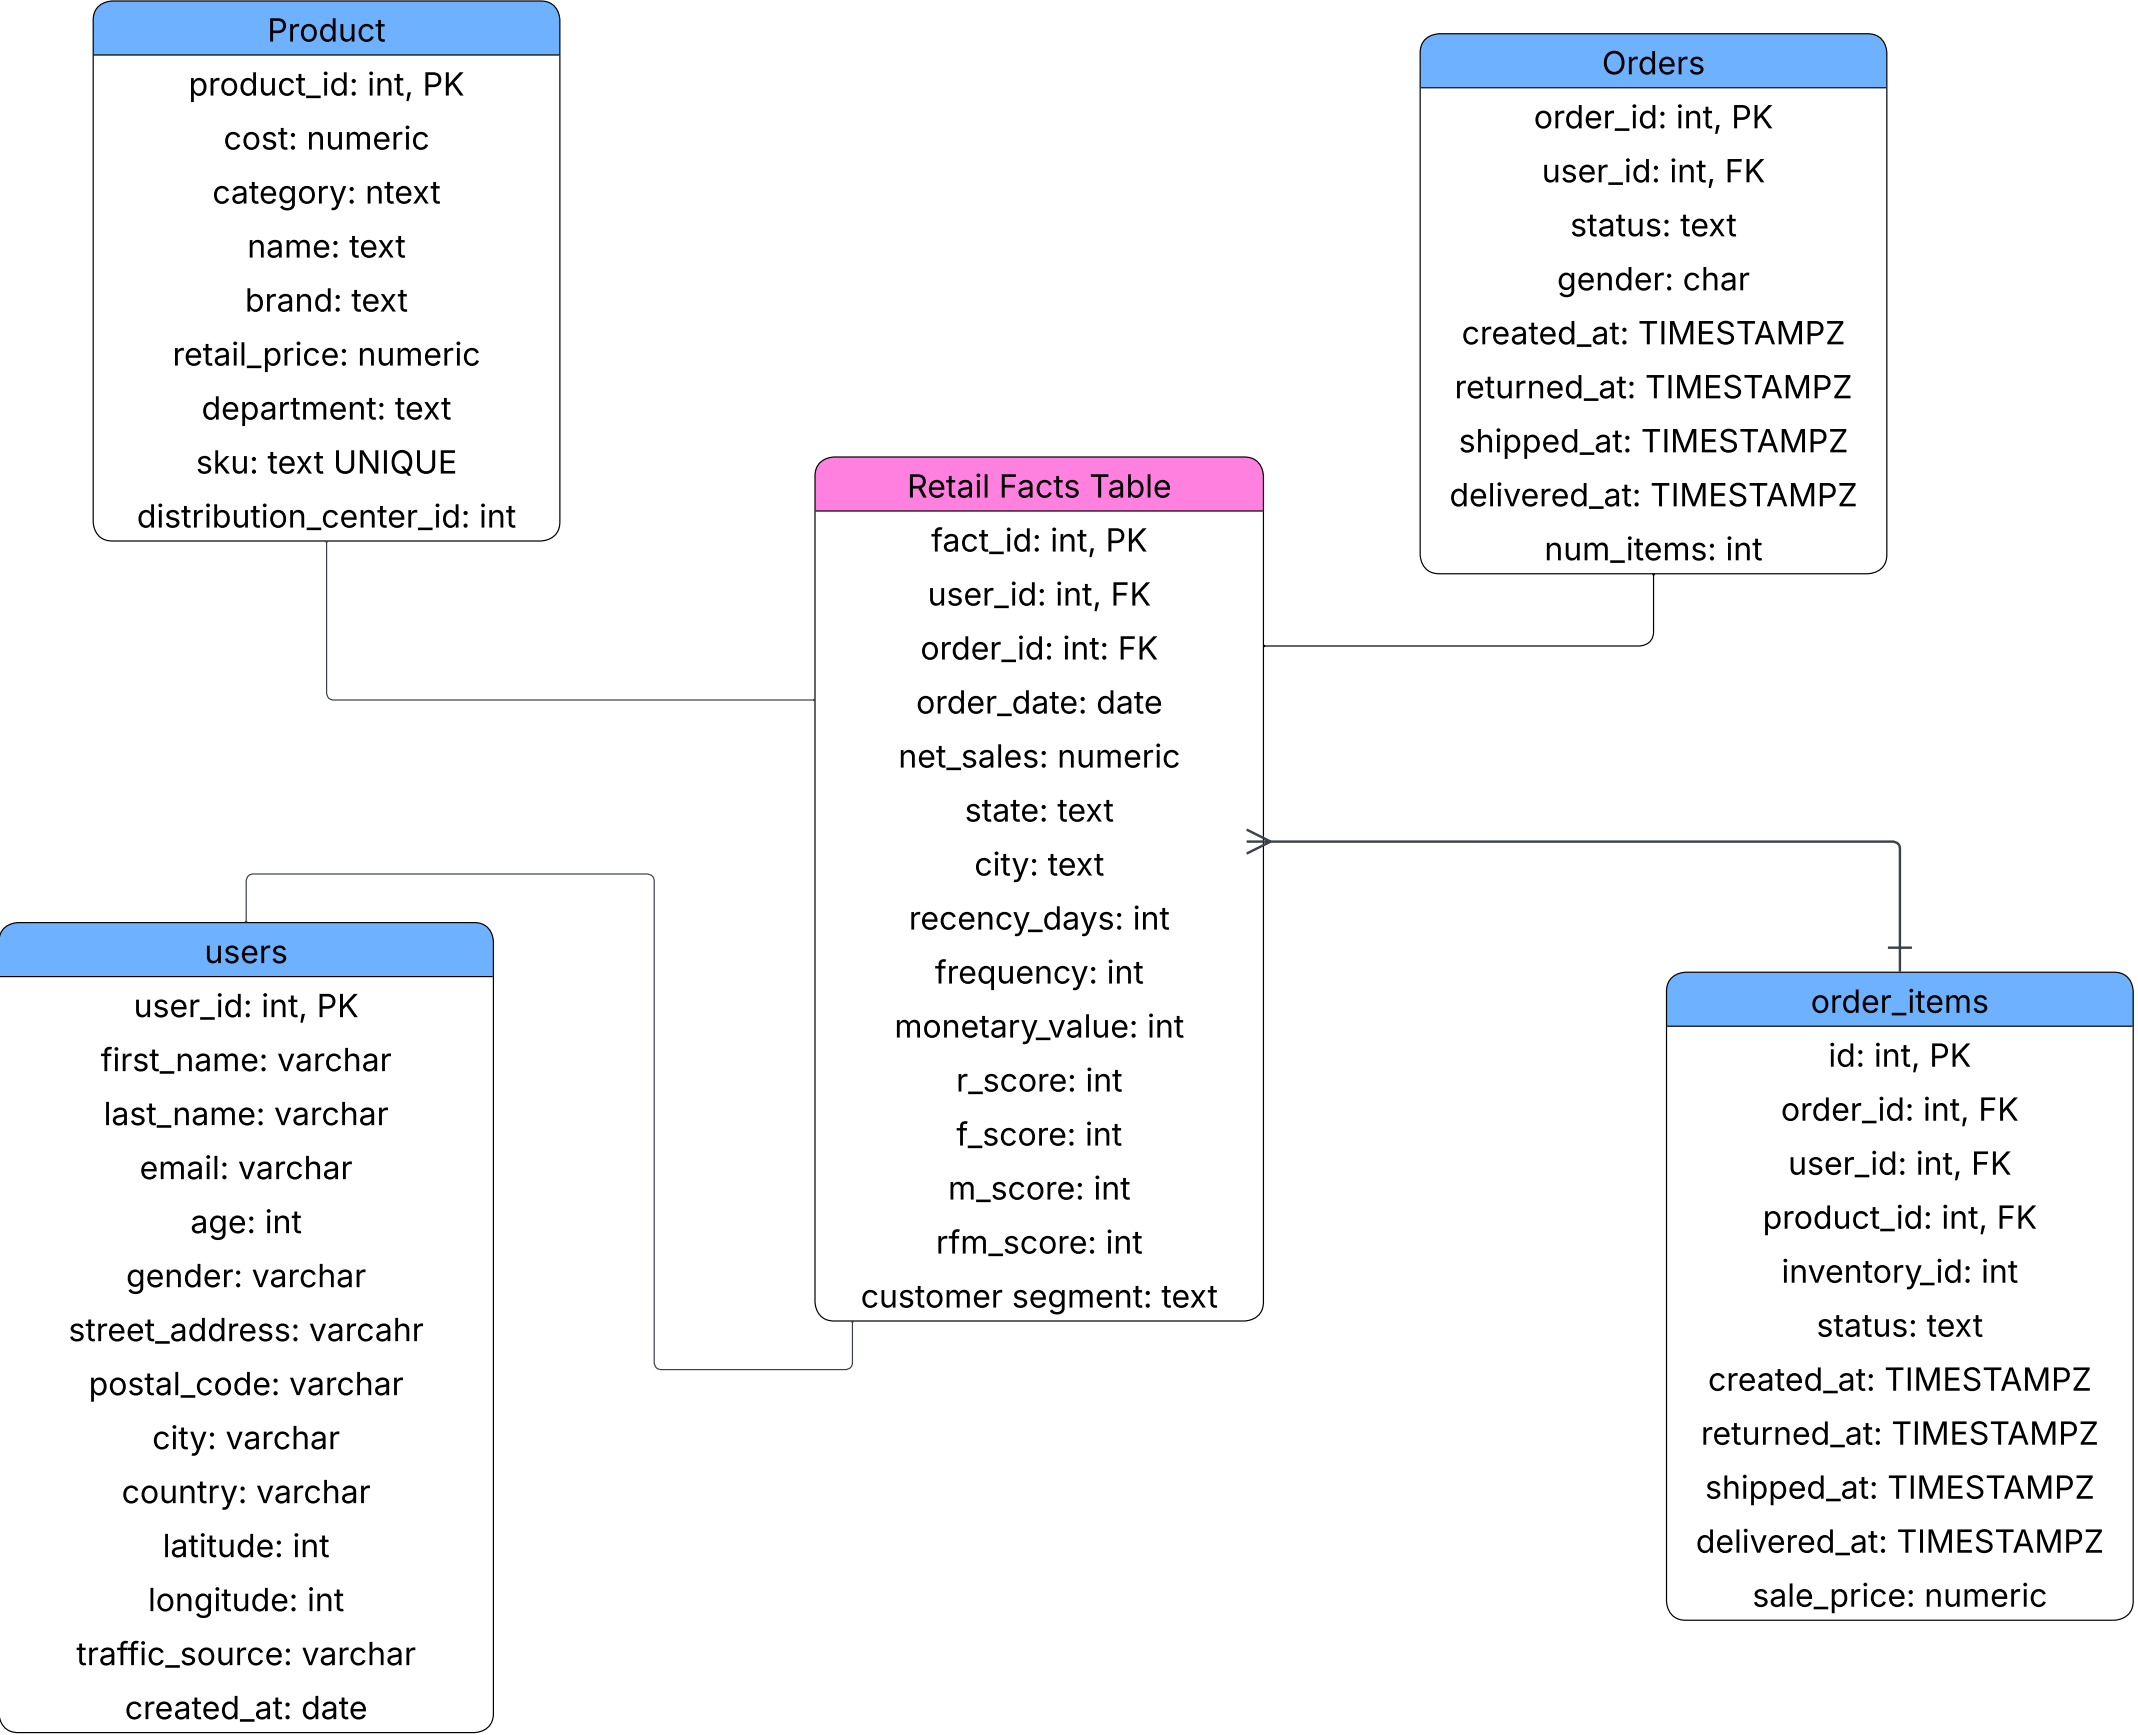 Product
product_id: int, PK
cost: numeric
category: ntext
name: text
brand: text
retail_price: numeric
department: text
sku: text UNIQUE
distribution_center_id: int
Orders
order_id: int, PK
user_id: int, FK
status: text
gender: char
created_at: TIMESTAMPZ
returned_at: TIMESTAMPZ
shipped_at: TIMESTAMPZ
delivered_at: TIMESTAMPZ
num_items: int
Retail Facts Table
fact_id: int, PK
user_id: int, FK
order_id: int: FK
order_date: date
net_sales: numeric
state: text
city: text
recency_days: int
frequency: int
monetary_value: int
r_score: int
f_score: int
m_score: int
rfm_score: int
customer segment: text
users
user_id: int, PK
first_name: varchar
last_name: varchar
email: varchar
age: int
gender: varchar
street_address: varcahr
postal_code: varchar
city: varchar
country: varchar
latitude: int
longitude: int
traffic_source: varchar
created_at: date
order_items
id: int, PK
order_id: int, FK
user_id: int, FK
product_id: int, FK
inventory_id: int
status: text
created_at: TIMESTAMPZ
returned_at: TIMESTAMPZ
shipped_at: TIMESTAMPZ
delivered_at: TIMESTAMPZ
sale_price: numeric